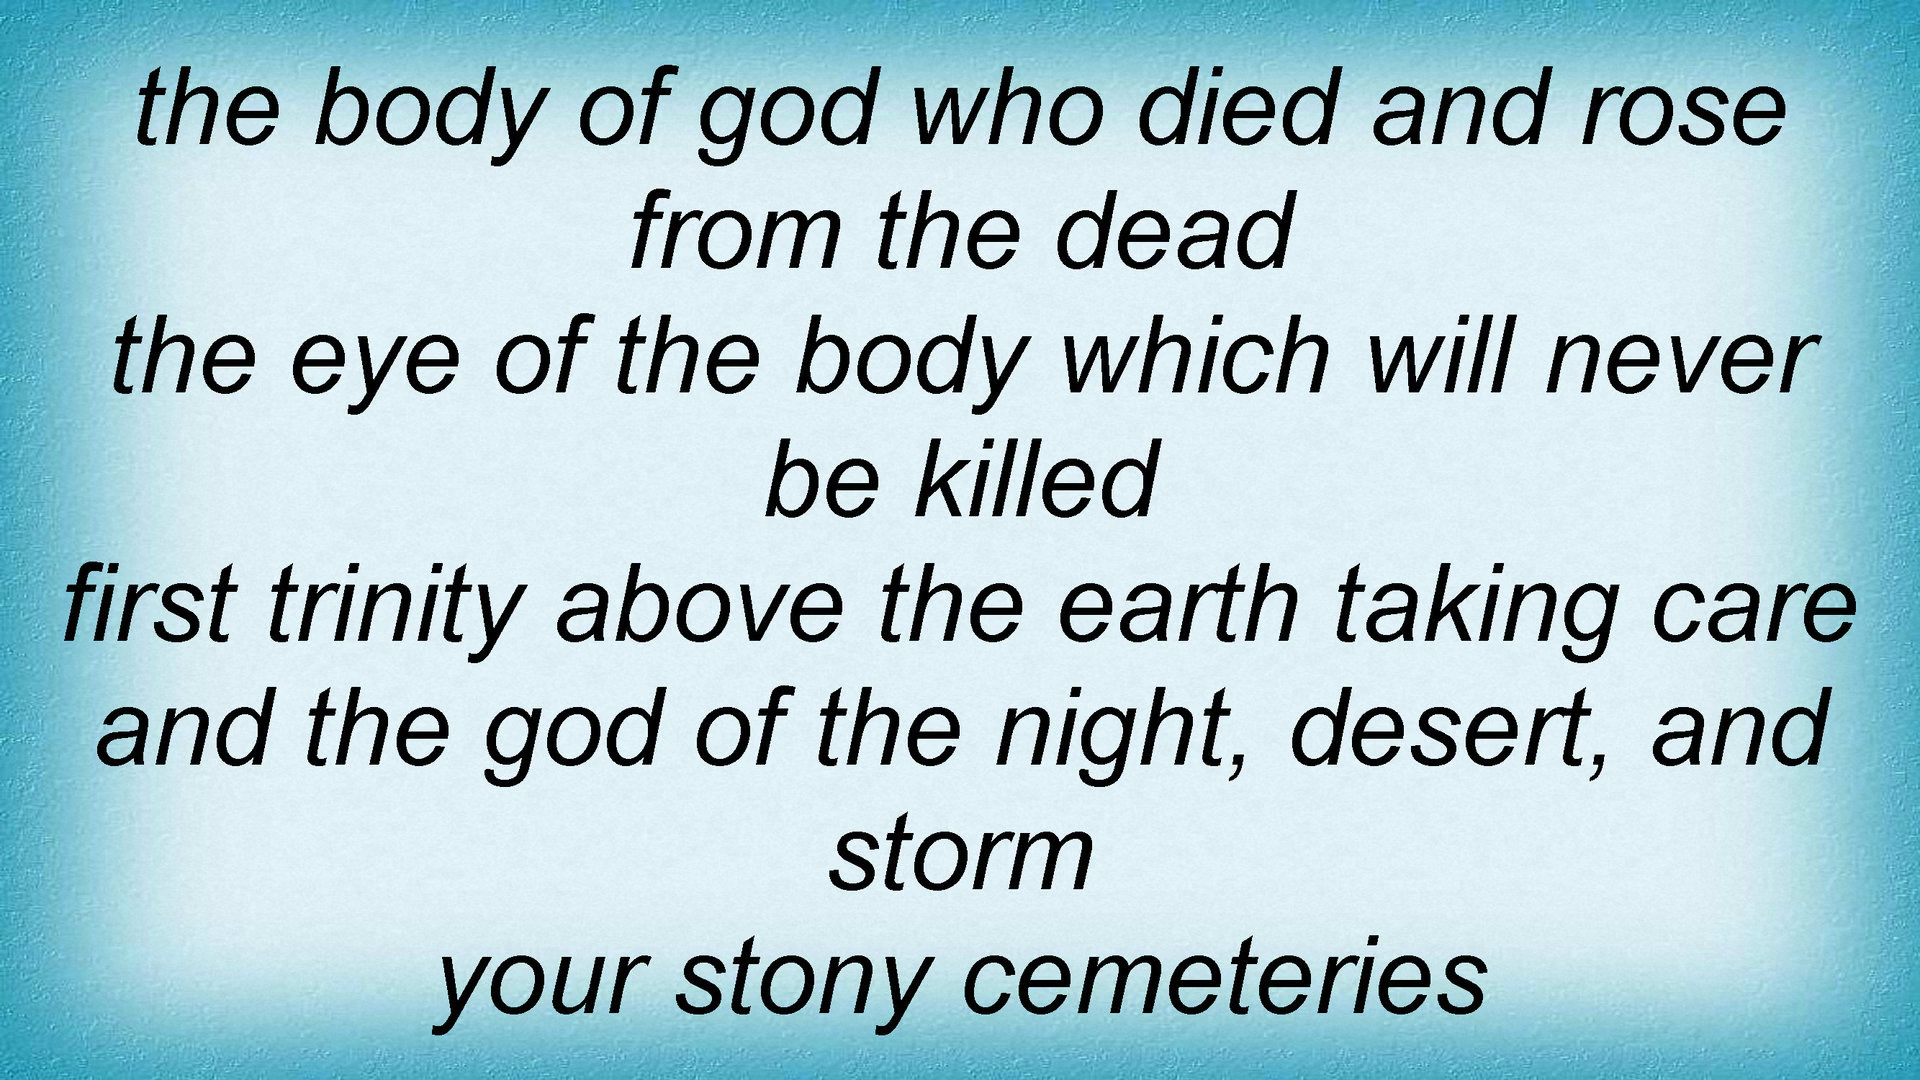 the body of god who died and rose
from the dead
the eye of the body which will never
be killed
first trinity above the earth taking care
and the god of the night, desert, and
storm
your stony cemeteries